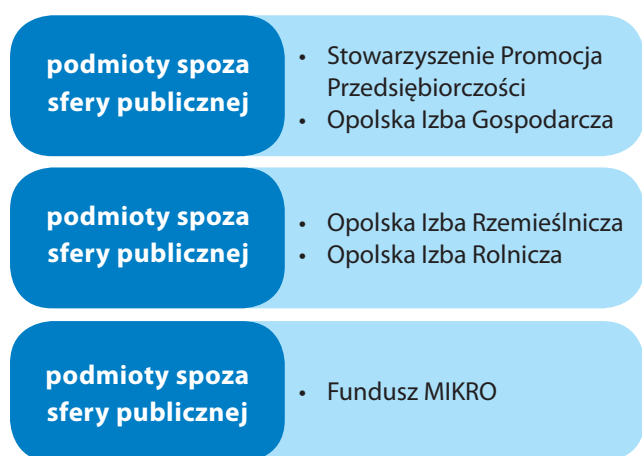 podmioty spoza
sfery publicznej
• Stowarzyszenie Promocja
Przedsiębiorczości
• Opolska Izba Gospodarcza
podmioty spoza
sfery publicznej
• Opolska Izba Rzemieślnicza
• Opolska Izba Rolnicza
podmioty spoza
sfery publicznej
• Fundusz MIKRO